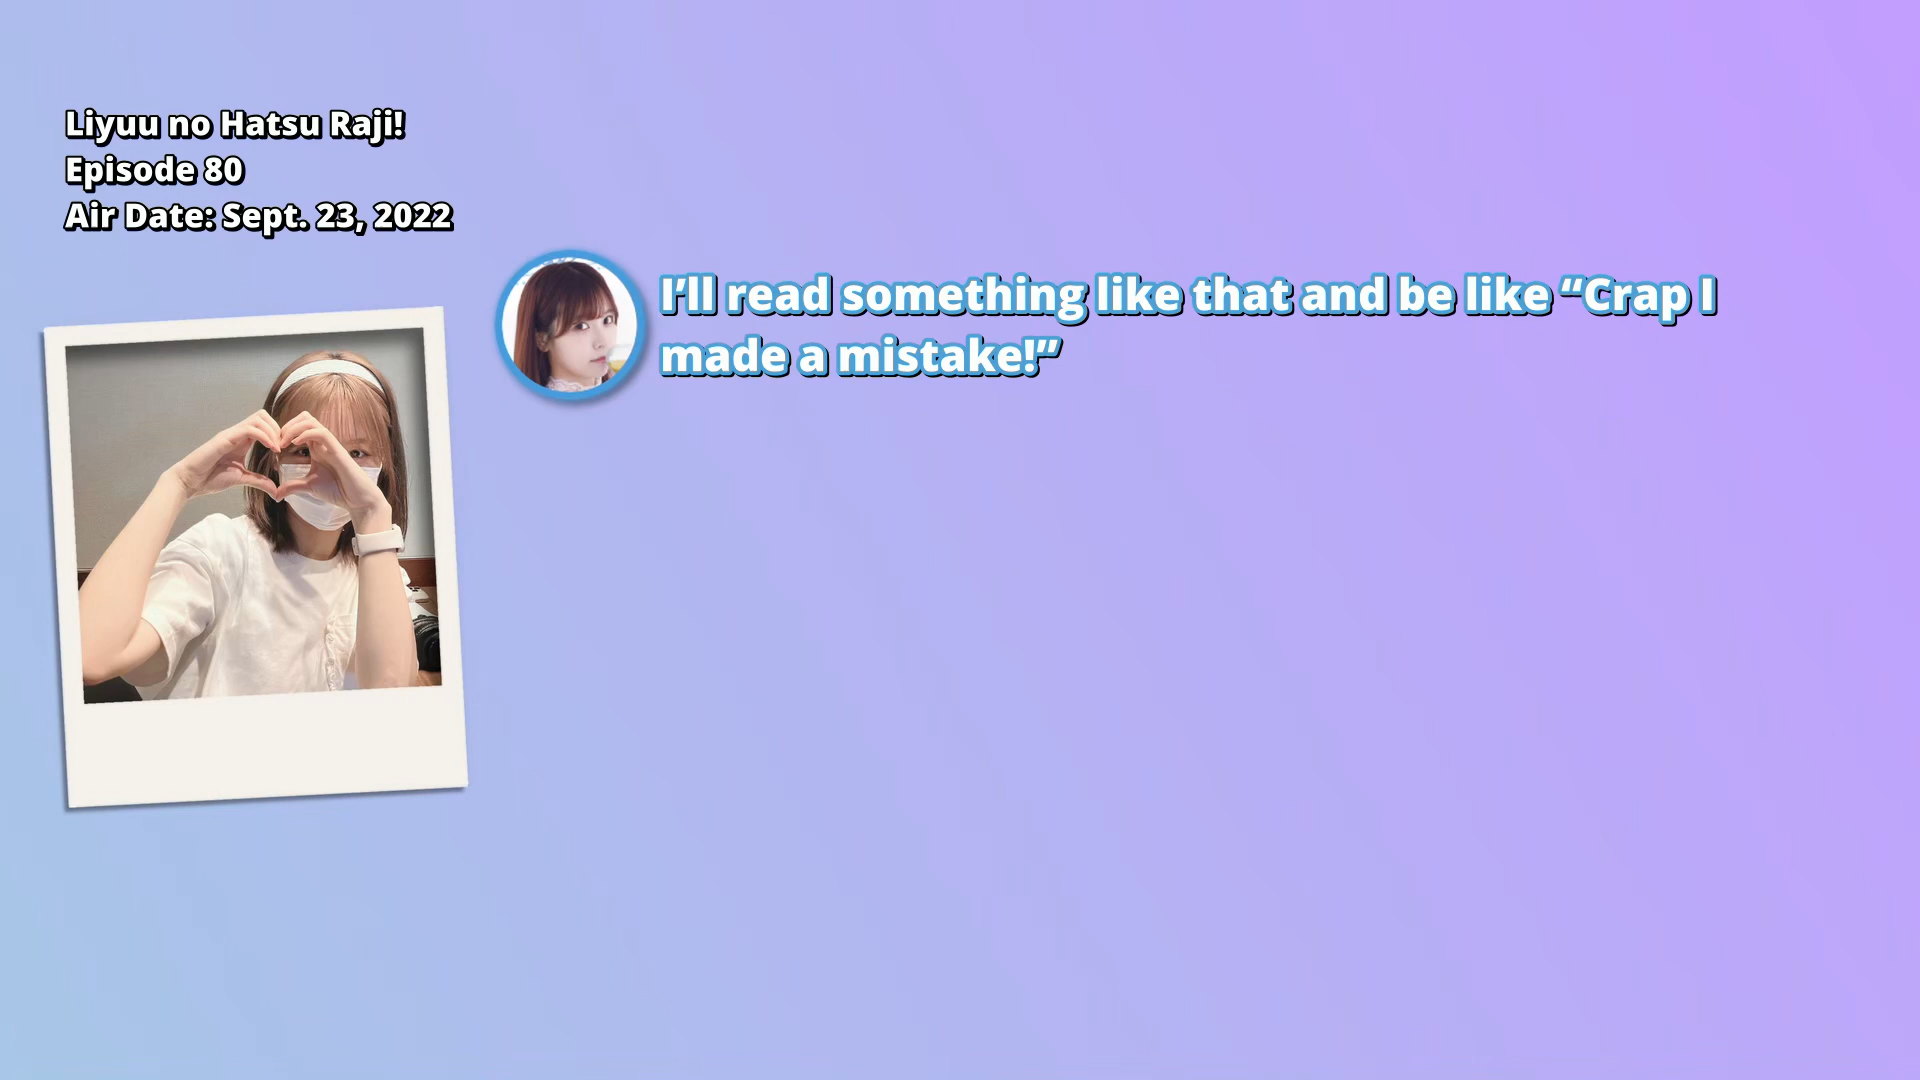 Liyuu no Hatsu Raji!
Episode 80
Air Date: Sept. 23, 2022
I’ll read something like that and be like “Crap I
made a mistake!”